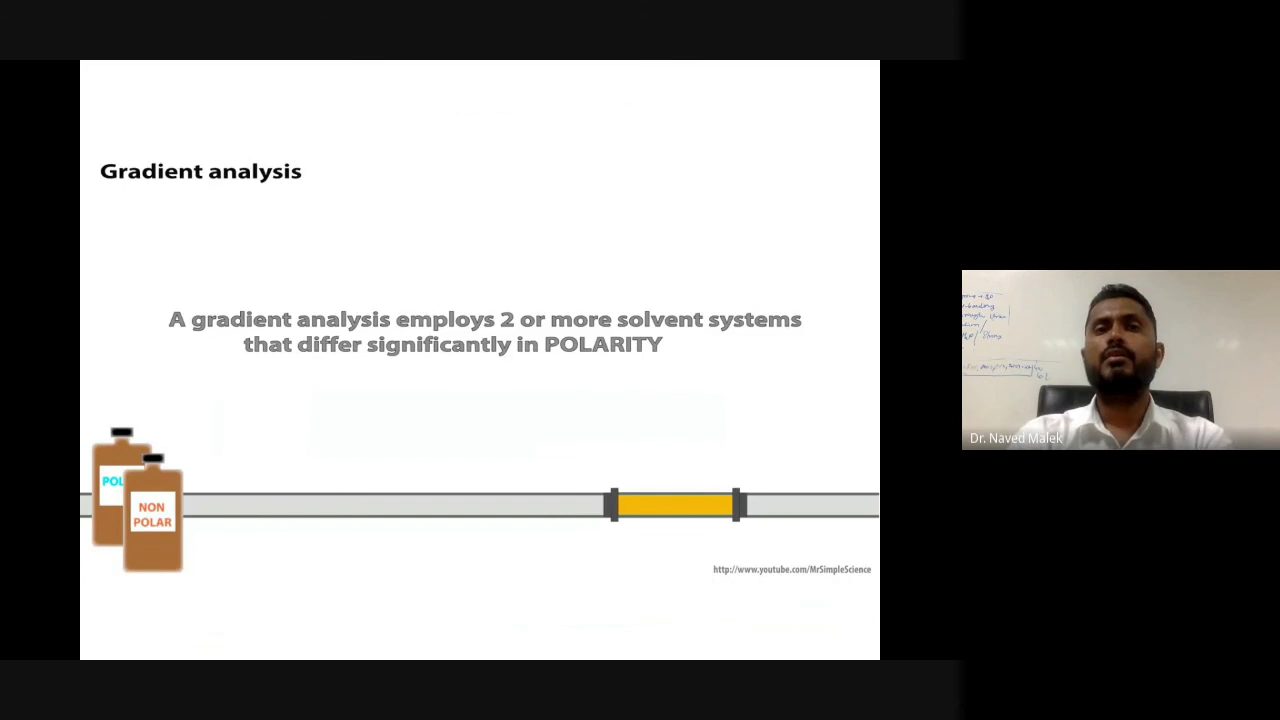 Gradient analysis
A gradient analysis employs 2 or more solvent systems
that differ significantly in POLARITY
POL
NON
POLAR
http://www.youtube.com/MrSimpleScience
Dr. Naved Malek